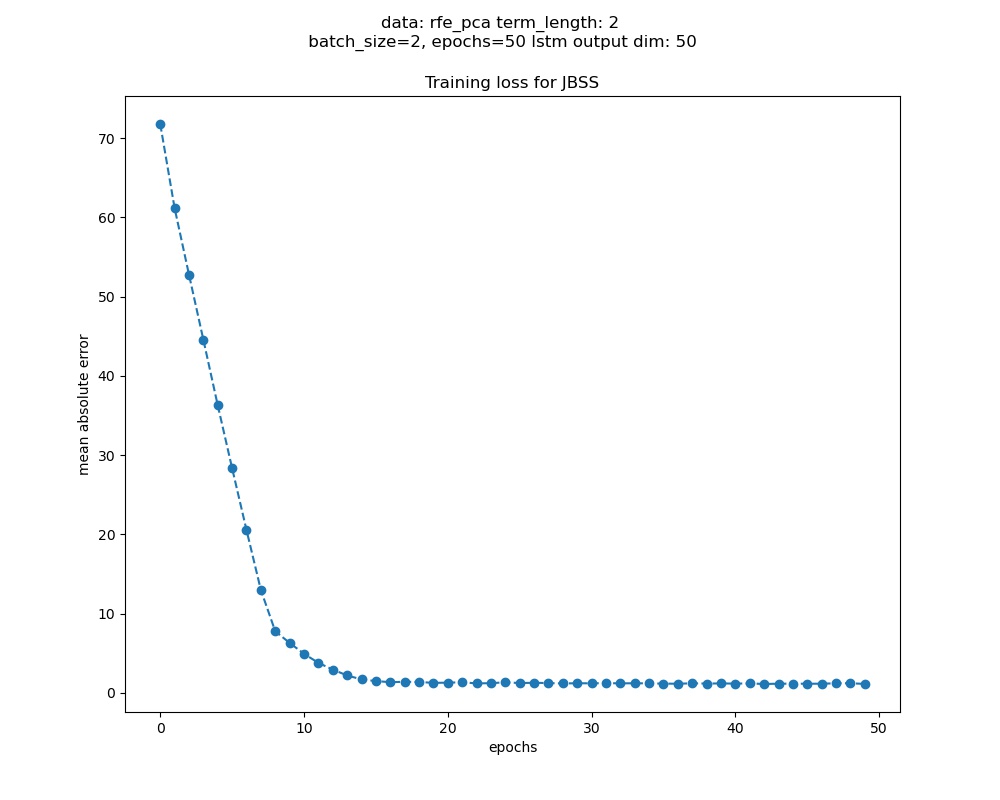 data: rfe_pca term_length: 2
batch_size=2, epochs=50 lstm output dim: 50
Training loss for JBSS
70
60
50
40
30
20
10
0
mean absolute error
0 10 20 30 40 50
epochs